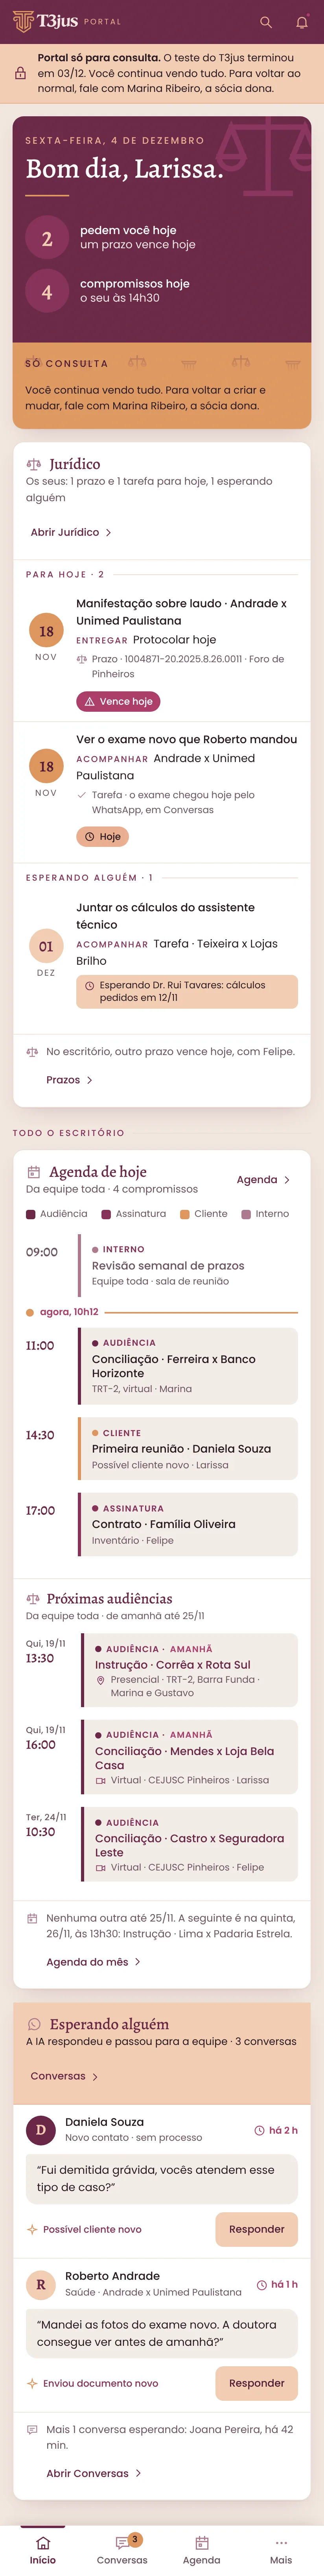 T3jus PORTAL
Portal só para consulta. O teste do T3jus terminou
em 03/12. Você continua vendo tudo. Para voltar ao
normal, fale com Marina Ribeiro, a sócia dona.
SEXTA-FEIRA, 4 DE DEZEMBRO
Bom dia, Larissa.
2
pedem você hoje
um prazo vence hoje
4
compromissos hoje
o seu às 14h30
SÓ CONSULTA
Você continua vendo tudo. Para voltar a criar e
mudar, fale com Marina Ribeiro, a sócia dona.
Jurídico
Os seus: 1 prazo e 1 tarefa para hoje, 1 esperando
alguém
Abrir Jurídico
PARA HOJE · 2
18
NOV
Manifestação sobre laudo · Andrade x
Unimed Paulistana
ENTREGAR Protocolar hoje
Prazo · 1004871-20.2025.8.26.0011 · Foro de
Pinheiros
Vence hoje
18
NOV
Ver o exame novo que Roberto mandou
ACOMPANHAR Andrade x Unimed
Paulistana
Tarefa · o exame chegou hoje pelo
WhatsApp, em Conversas
Hoje
ESPERANDO ALGUÉM · 1
01
DEZ
Juntar os cálculos do assistente
técnico
ACOMPANHAR Tarefa · Teixeira x Lojas
Brilho
Esperando Dr. Rui Tavares: cálculos
pedidos em 12/11
No escritório, outro prazo vence hoje, com Felipe.
Prazos
TODO O ESCRITÓRIO
Agenda de hoje
Da equipe toda · 4 compromissos
Agenda
Audiência Assinatura Cliente Interno
09:00
INTERNO
Revisão semanal de prazos
Equipe toda · sala de reunião
agora, 10h12
11:00
AUDIÊNCIA
Conciliação · Ferreira x Banco
Horizonte
TRT-2, virtual · Marina
14:30
CLIENTE
Primeira reunião · Daniela Souza
Possível cliente novo · Larissa
17:00
ASSINATURA
Contrato · Família Oliveira
Inventário · Felipe
Próximas audiências
Da equipe toda · de amanhã até 25/11
Qui, 19/11
13:30
AUDIÊNCIA · AMANHÃ
Instrução · Corrêa x Rota Sul
Presencial · TRT-2, Barra Funda ·
Marina e Gustavo
Qui, 19/11
16:00
AUDIÊNCIA · AMANHÃ
Conciliação · Mendes x Loja Bela
Casa
Virtual · CEJUSC Pinheiros · Larissa
Ter, 24/11
10:30
AUDIÊNCIA
Conciliação · Castro x Seguradora
Leste
Virtual · CEJUSC Pinheiros · Felipe
Nenhuma outra até 25/11. A seguinte é na quinta,
26/11, às 13h30: Instrução · Lima x Padaria Estrela.
Agenda do mês
Esperando alguém
A IA respondeu e passou para a equipe · 3 conversas
Conversas
D
Daniela Souza
Novo contato · sem processo
há 2 h
“Fui demitida grávida, vocês atendem esse
tipo de caso?”
Possível cliente novo
Responder
R
Roberto Andrade
Saúde · Andrade x Unimed Paulistana
há 1 h
“Mandei as fotos do exame novo. A doutora
consegue ver antes de amanhã?”
Enviou documento novo
Responder
Mais 1 conversa esperando: Joana Pereira, há 42
min.
Abrir Conversas
3
Início Conversas Agenda Mais